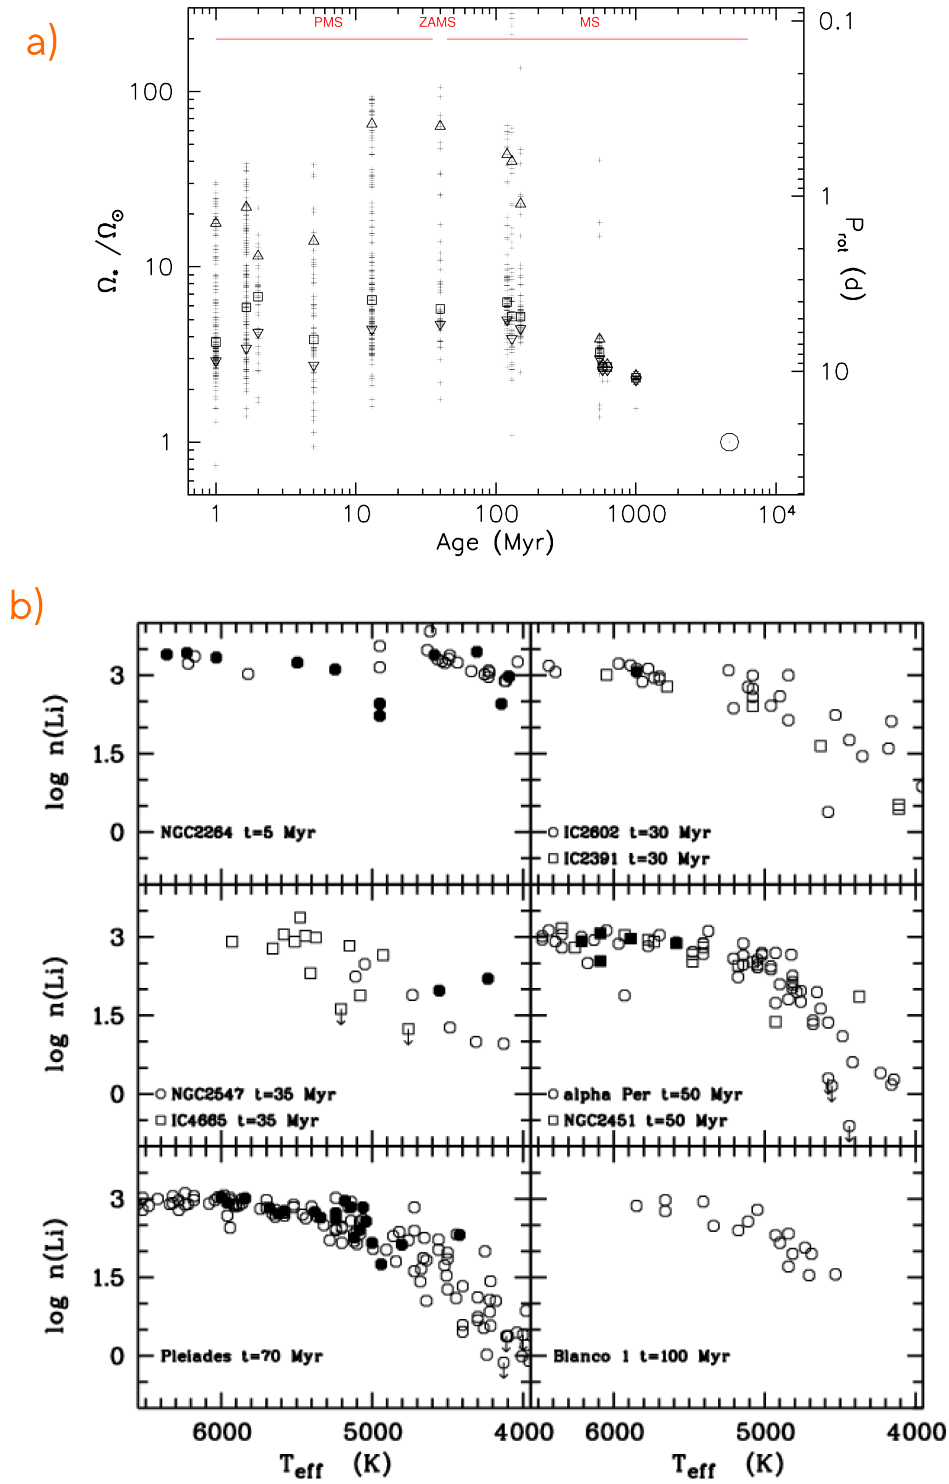 a)
PMS ZAMS MS
0.1
100
1
10
10
1
Ω* /Ω⊙
P rot (d)
1 10 100 1000 10⁴
Age (Myr)
b)
3
1.5
0
log n(Li)
NGC2264 t=5 Myr
IC2602 t=30 Myr
IC2391 t=30 Myr
3
1.5
0
log n(Li)
NGC2547 t=35 Myr
IC4665 t=35 Myr
alpha Per t=50 Myr
NGC2451 t=50 Myr
3
1.5
0
log n(Li)
Pleiades t=70 Myr
Blanco 1 t=100 Myr
6000 5000 4000
6000 5000 4000
Teff (K)
Teff (K)